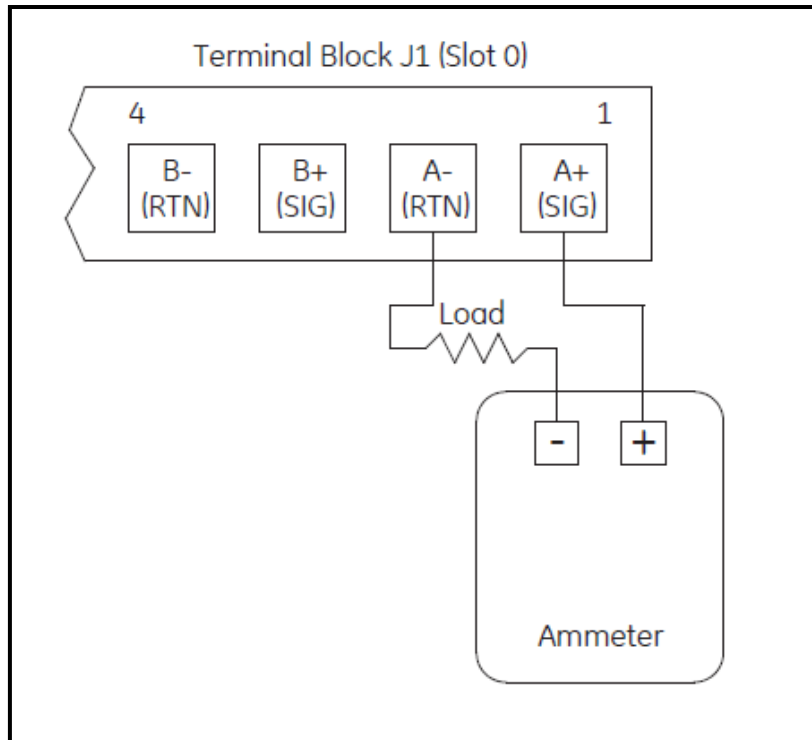 Terminal Block J1 (Slot 0)
4 1
B- B+ A- A+
(RTN) (SIG) (RTN) (SIG)
Load
- +
Ammeter